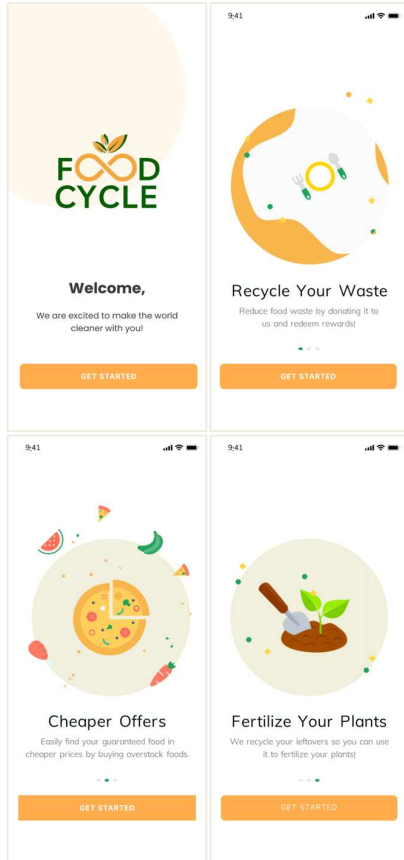 FOOD
CYCLE
Welcome,
We are excited to make the world
cleaner with you!
GET STARTED
9:41
Recycle Your Waste
Reduce food waste by donating it to
us and redeem rewards!
GET STARTED
9:41
Cheaper Offers
Easily find your guaranteed food in
cheaper prices by buying overstock foods.
GET STARTED
9:41
Fertilize Your Plants
We recycle your leftovers so you can use
it to fertilize your plants!
GET STARTED